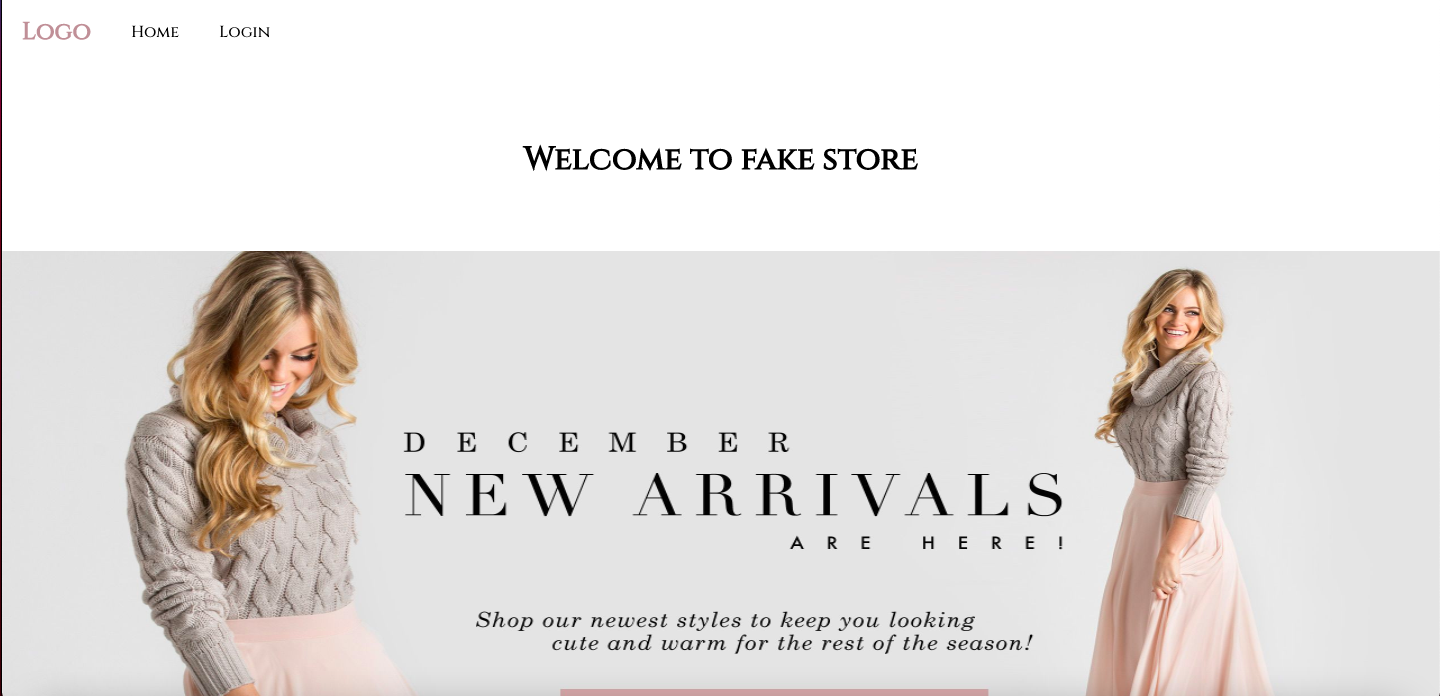 Logo
Home
Login
Welcome to fake store
DECEMBER
NEW ARRIVALS
ARE HERE!
Shop our newest styles to keep you looking
cute and warm for the rest of the season!